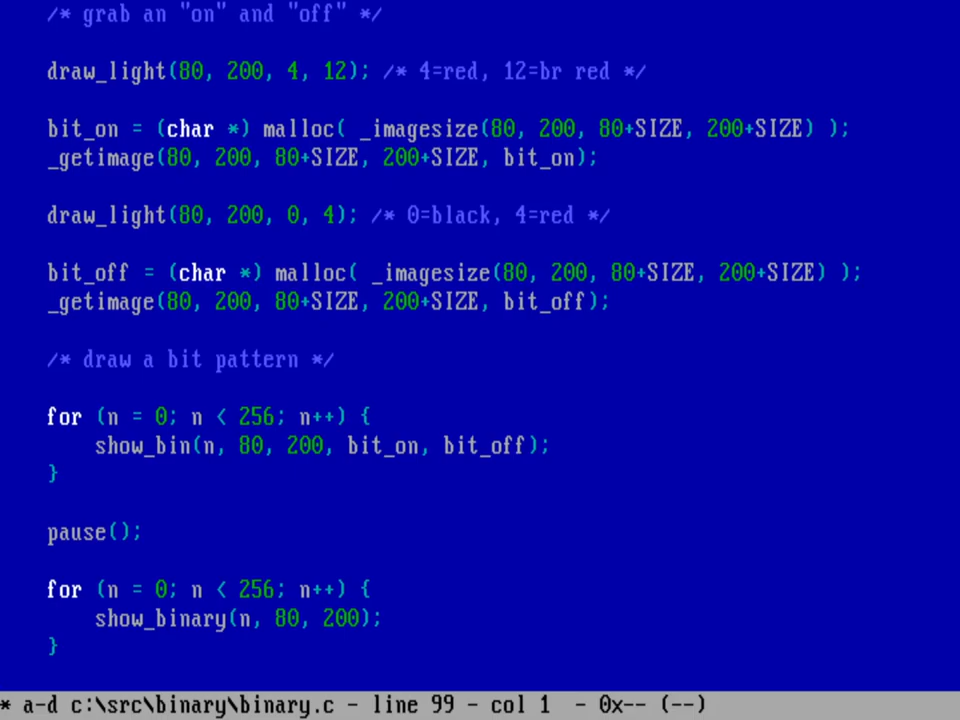 /* grab an "on" and "off" */
draw_light(80, 200, 4, 12); /* 4=red, 12=br red */
bit_on = (char *) malloc( _imagesize(80, 200, 80+SIZE, 200+SIZE) );
_getimage(80, 200, 80+SIZE, 200+SIZE, bit_on);
draw_light(80, 200, 0, 4); /* 0=black, 4=red */
bit_off = (char *) malloc( _imagesize(80, 200, 80+SIZE, 200+SIZE) );
_getimage(80, 200, 80+SIZE, 200+SIZE, bit_off);
/* draw a bit pattern */
for (n = 0; n < 256; n++) {
show_bin(n, 80, 200, bit_on, bit_off);
}
pause();
for (n = 0; n < 256; n++) {
show_binary(n, 80, 200);
}
* a-d c:\src\binary\binary.c - line 99 - col 1 - 0x-- (--)